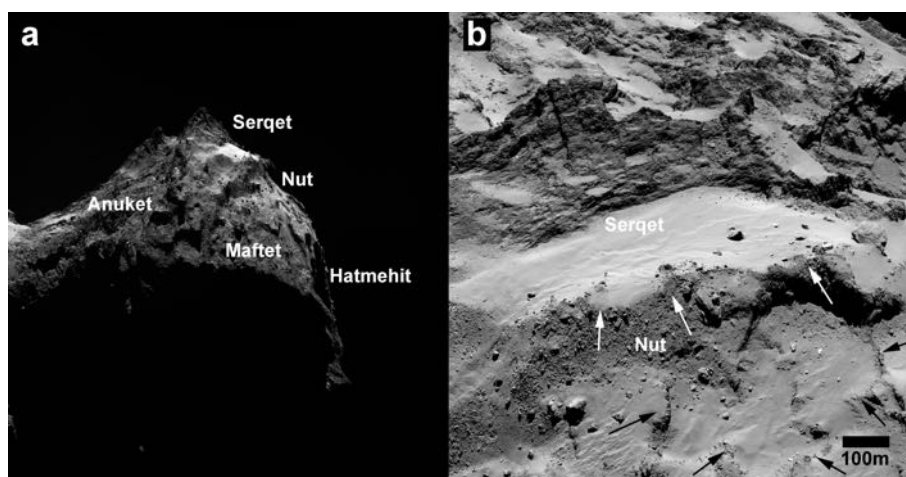 a
Serqet
Nut
Anuket
Maftet
Hatmehit
b
Serqet
Nut
100m